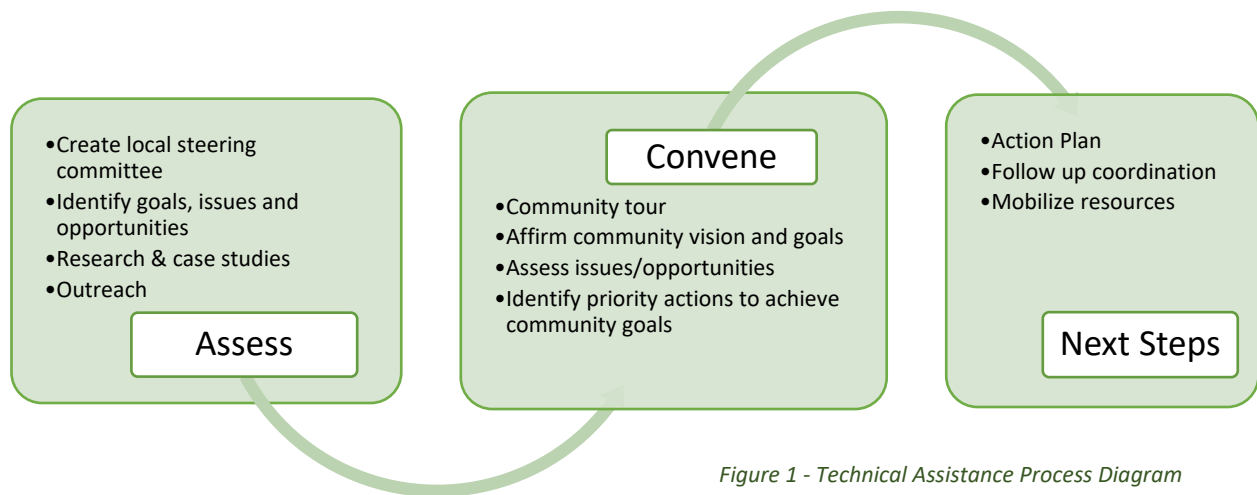 •Create local steering
committee
•Identify goals, issues and
opportunities
•Research & case studies
•Outreach
Assess
Convene
•Community tour
•Affirm community vision and goals
•Assess issues/opportunities
•Identify priority actions to achieve
community goals
•Action Plan
•Follow up coordination
•Mobilize resources
Next Steps
Figure 1 - Technical Assistance Process Diagram